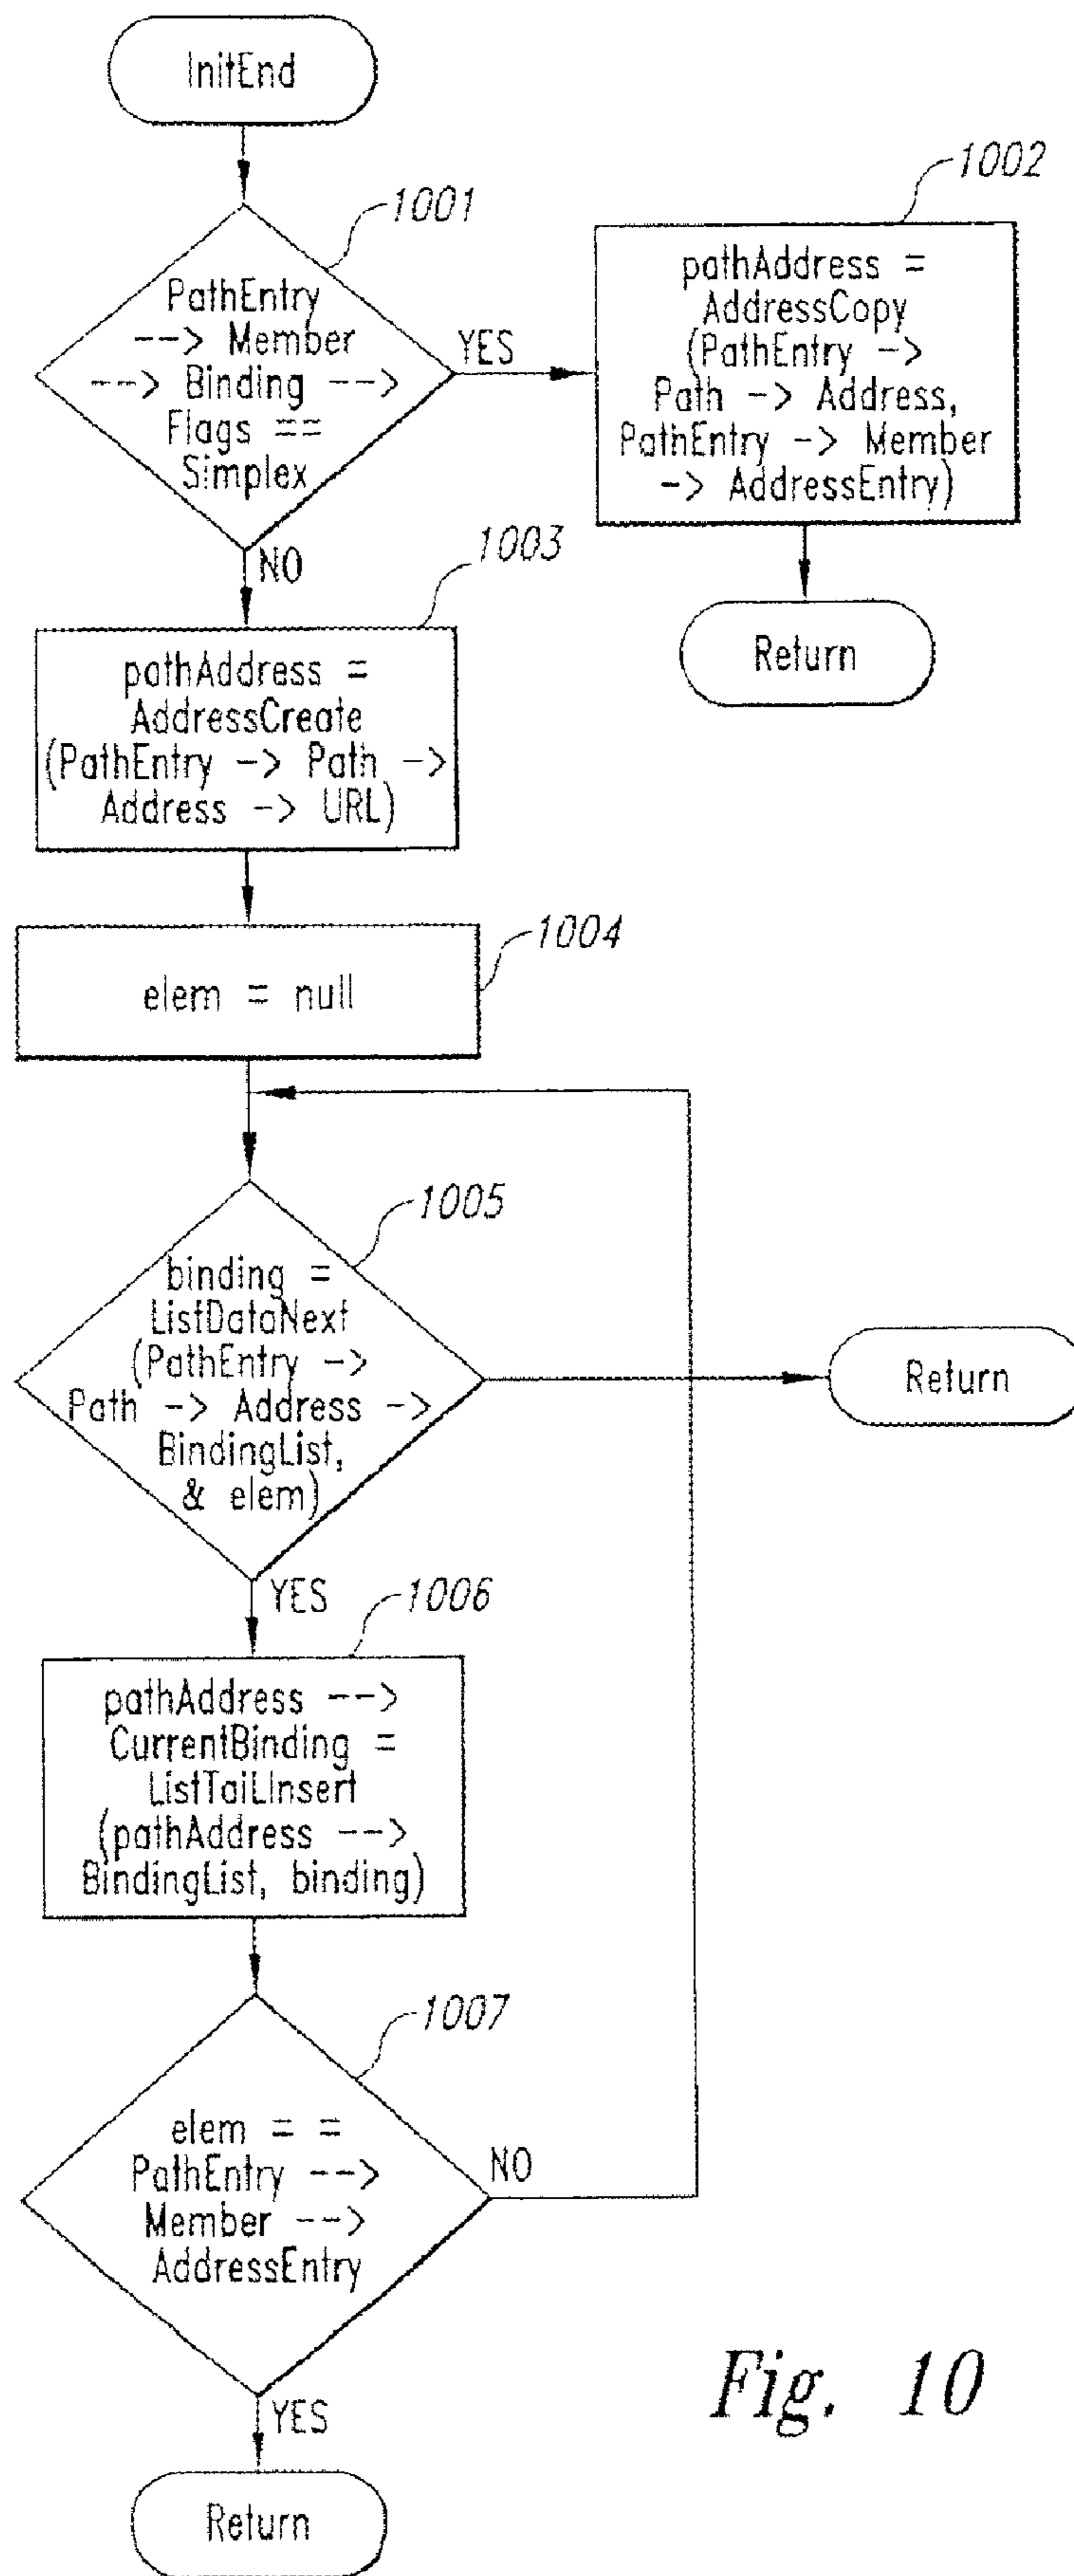 InitEnd
1001
PathEntry
--> Member
--> Binding -->
Flags ==
Simplex
YES
1002
pathAddress =
AddressCopy
(PathEntry ->
Path -> Address,
PathEntry -> Member
-> AddressEntry)
Return
NO
1003
pathAddress =
AddressCreate
(PathEntry -> Path ->
Address -> URL)
1004
elem = null
1005
binding =
ListDataNext
(PathEntry ->
Path -> Address ->
BindingList,
& elem)
Return
YES
1006
pathAddress -->
CurrentBinding =
ListTailInsert
(pathAddress -->
BindingList, binding)
1007
elem = =
PathEntry -->
Member -->
AddressEntry
NO
YES
Return
Fig. 10